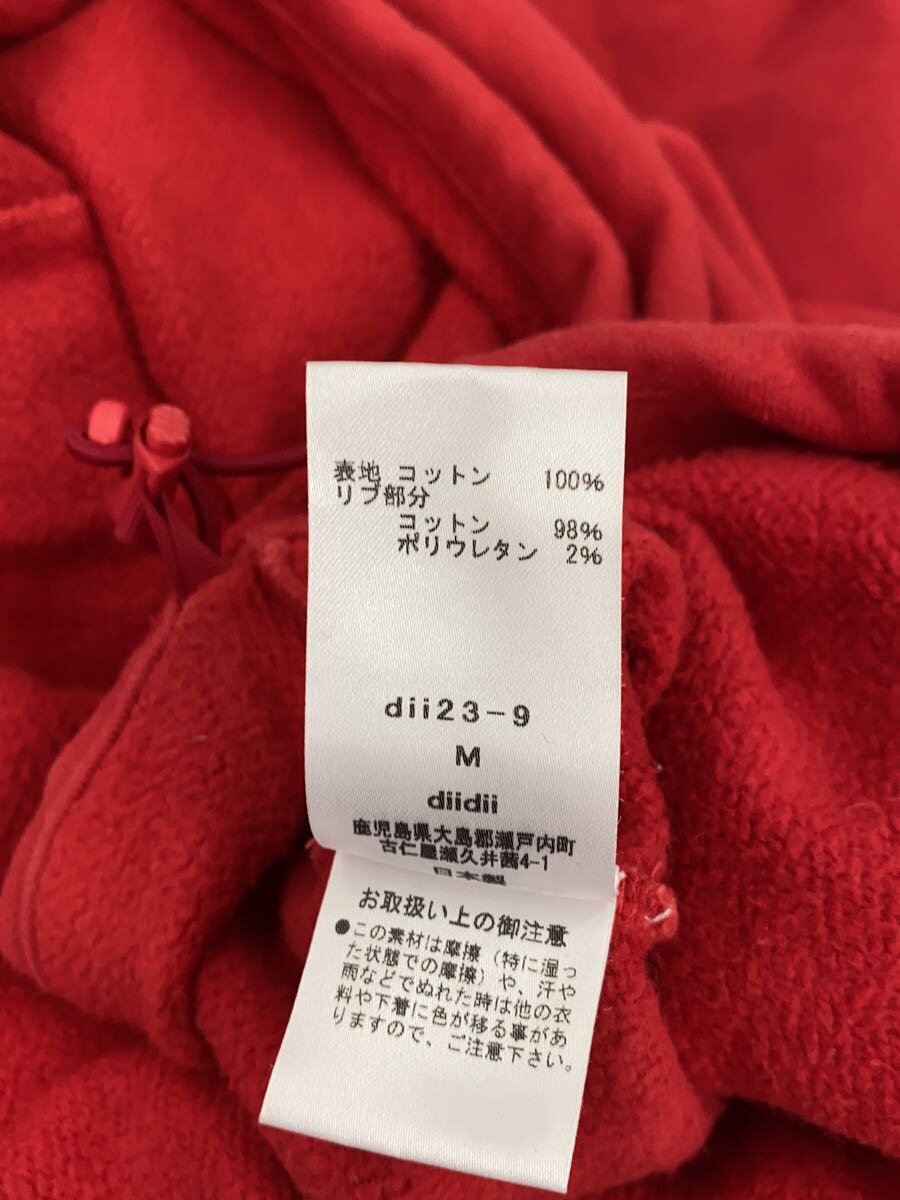 表地 コットン 100%
リブ部分
コットン 98%
ポリウレタン 2%
dii23-9
M
diidii
鹿児島県大島郡瀬戸内町
古仁屋瀬久井茜4-1
日本製
お取扱い上の御注意
●この素材は摩擦(特に湿っ
た状態での摩擦)や、汗や
雨などでぬれた時は他の衣
料や下着に色が移る事があ
りますので、ご注意下さい。